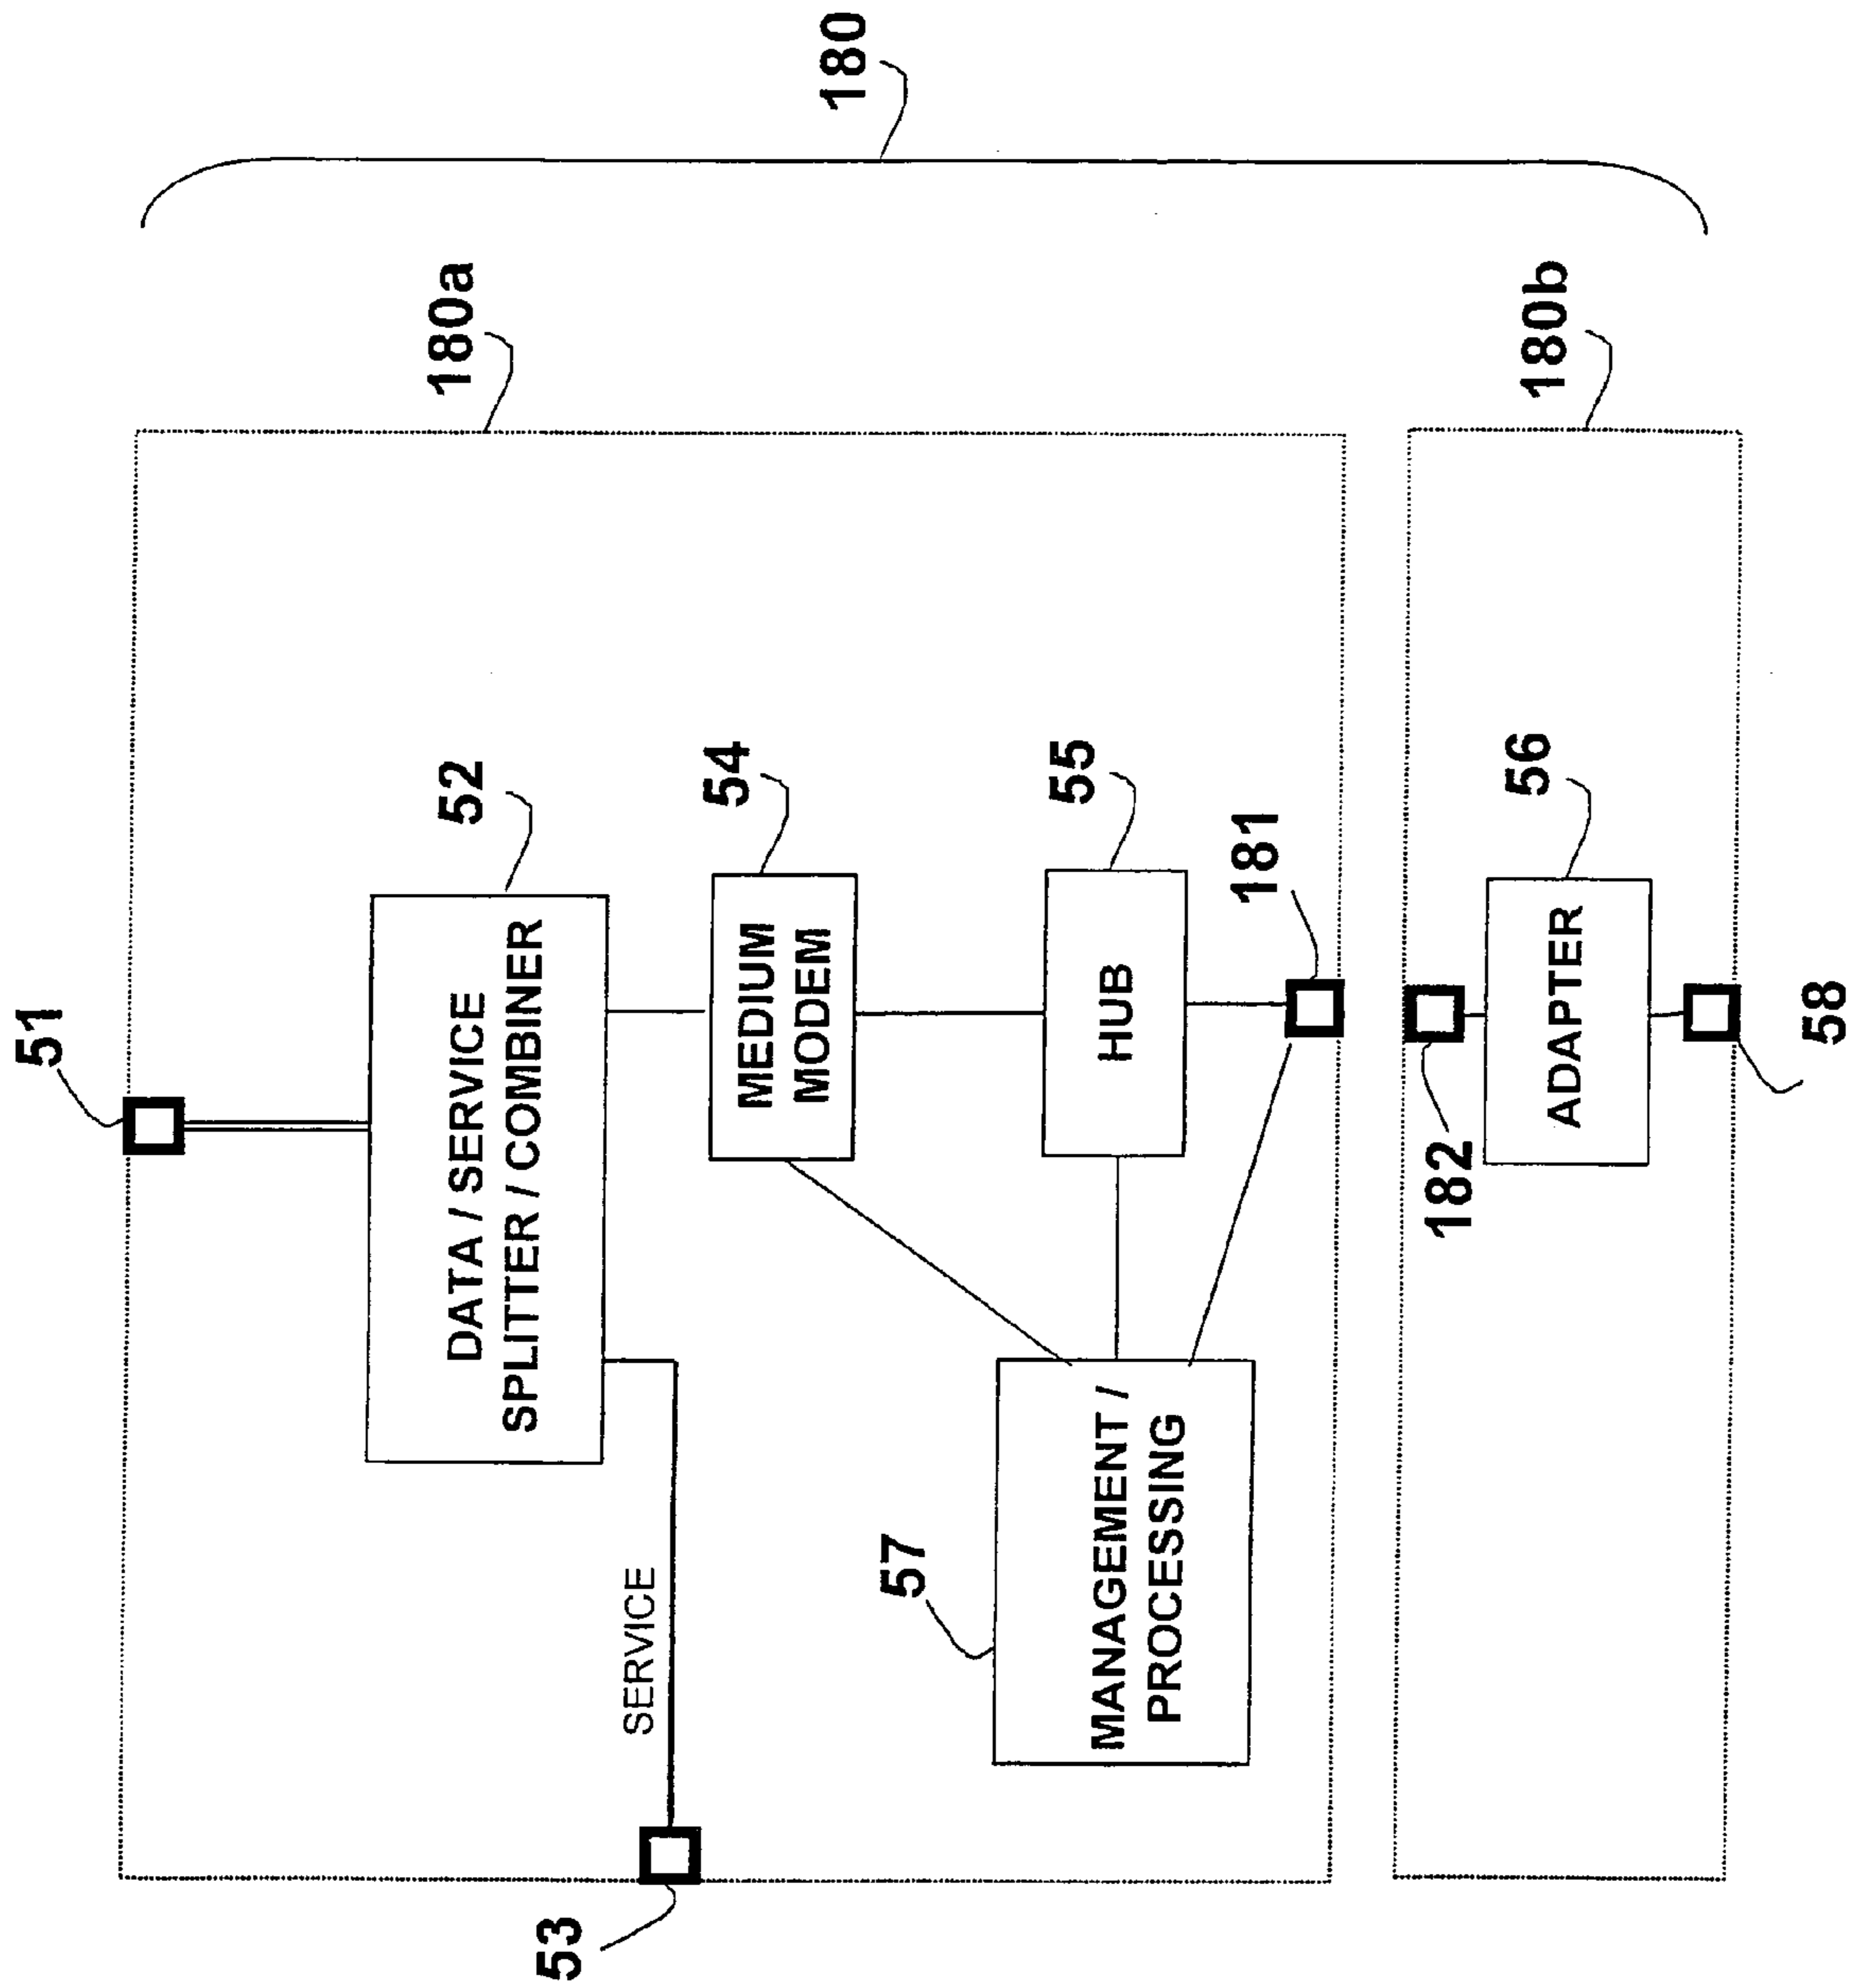 180
180a
180b
51
52
DATA / SERVICE
SPLITTER / COMBINER
54
MEDIUM
MODEM
55
HUB
181
56
ADAPTER
182
58
57
MANAGEMENT /
PROCESSING
SERVICE
53